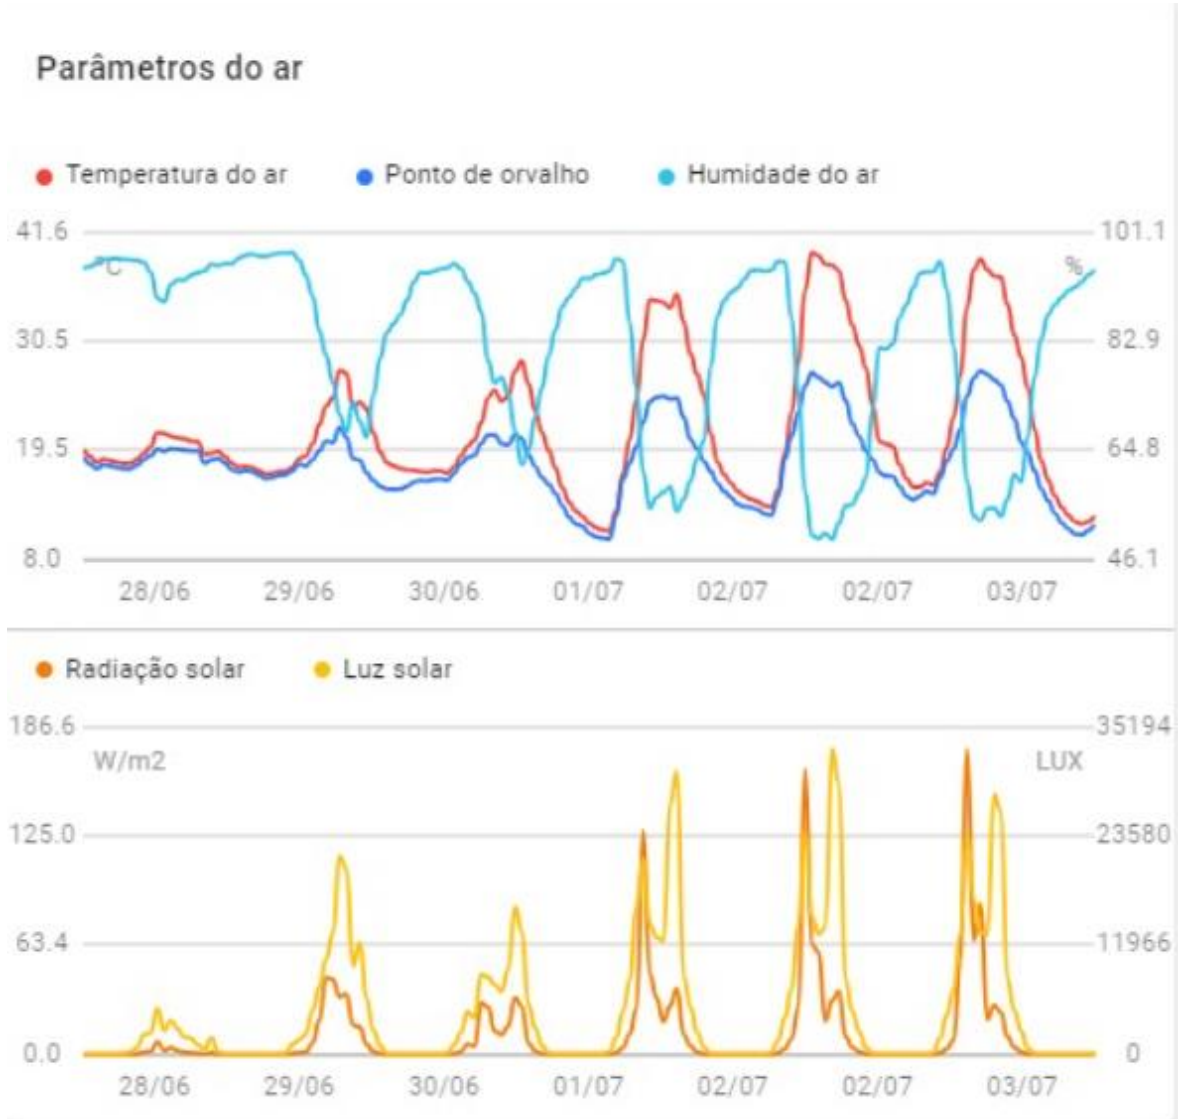 Parâmetros do ar
Temperatura do ar Ponto de orvalho Humidade do ar
41.6 101.1
°C %
30.5 82.9
19.5 64.8
8.0 46.1
28/06 29/06 30/06 01/07 02/07 02/07 03/07
Radiação solar Luz solar
186.6 35194
W/m2 LUX
125.0 23580
63.4 11966
0.0 0
28/06 29/06 30/06 01/07 02/07 02/07 03/07